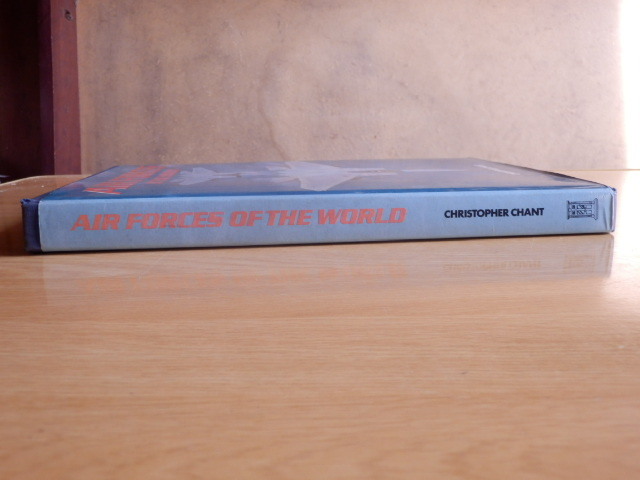 AIR FORCES OF THE WORLD
CHRISTOPHER CHANT